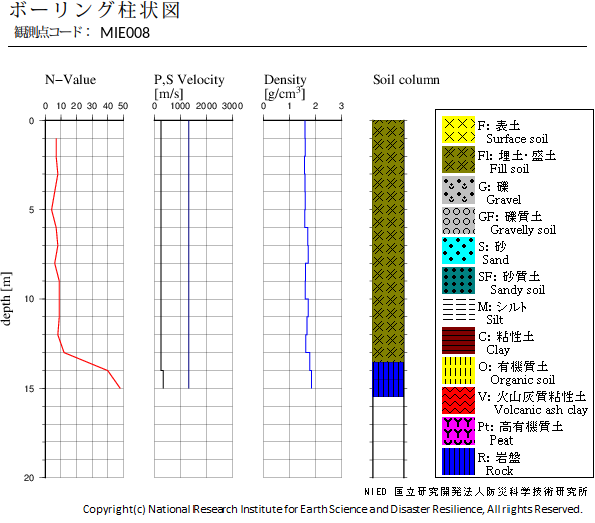 ボーリング柱状図
観測点コード： MIE008
N-Value
P,S Velocity
[m/s]
Density
[g/cm³]
Soil column
0 10 20 30 40 50
0 1000 2000 3000
0 1 2 3
depth [m]
0
5
10
15
20
F: 表土
Surface soil
Fl: 埋土・盛土
Fill soil
G: 礫
Gravel
GF: 礫質土
Gravelly soil
S: 砂
Sand
SF: 砂質土
Sandy soil
M: シルト
Silt
C: 粘性土
Clay
O: 有機質土
Organic soil
V: 火山灰質粘性土
Volcanic ash clay
Pt: 高有機質土
Peat
R: 岩盤
Rock
NIED 国立研究開発法人防災科学技術研究所
Copyright(c) National Research Institute for Earth Science and Disaster Resilience, All rights Reserved.